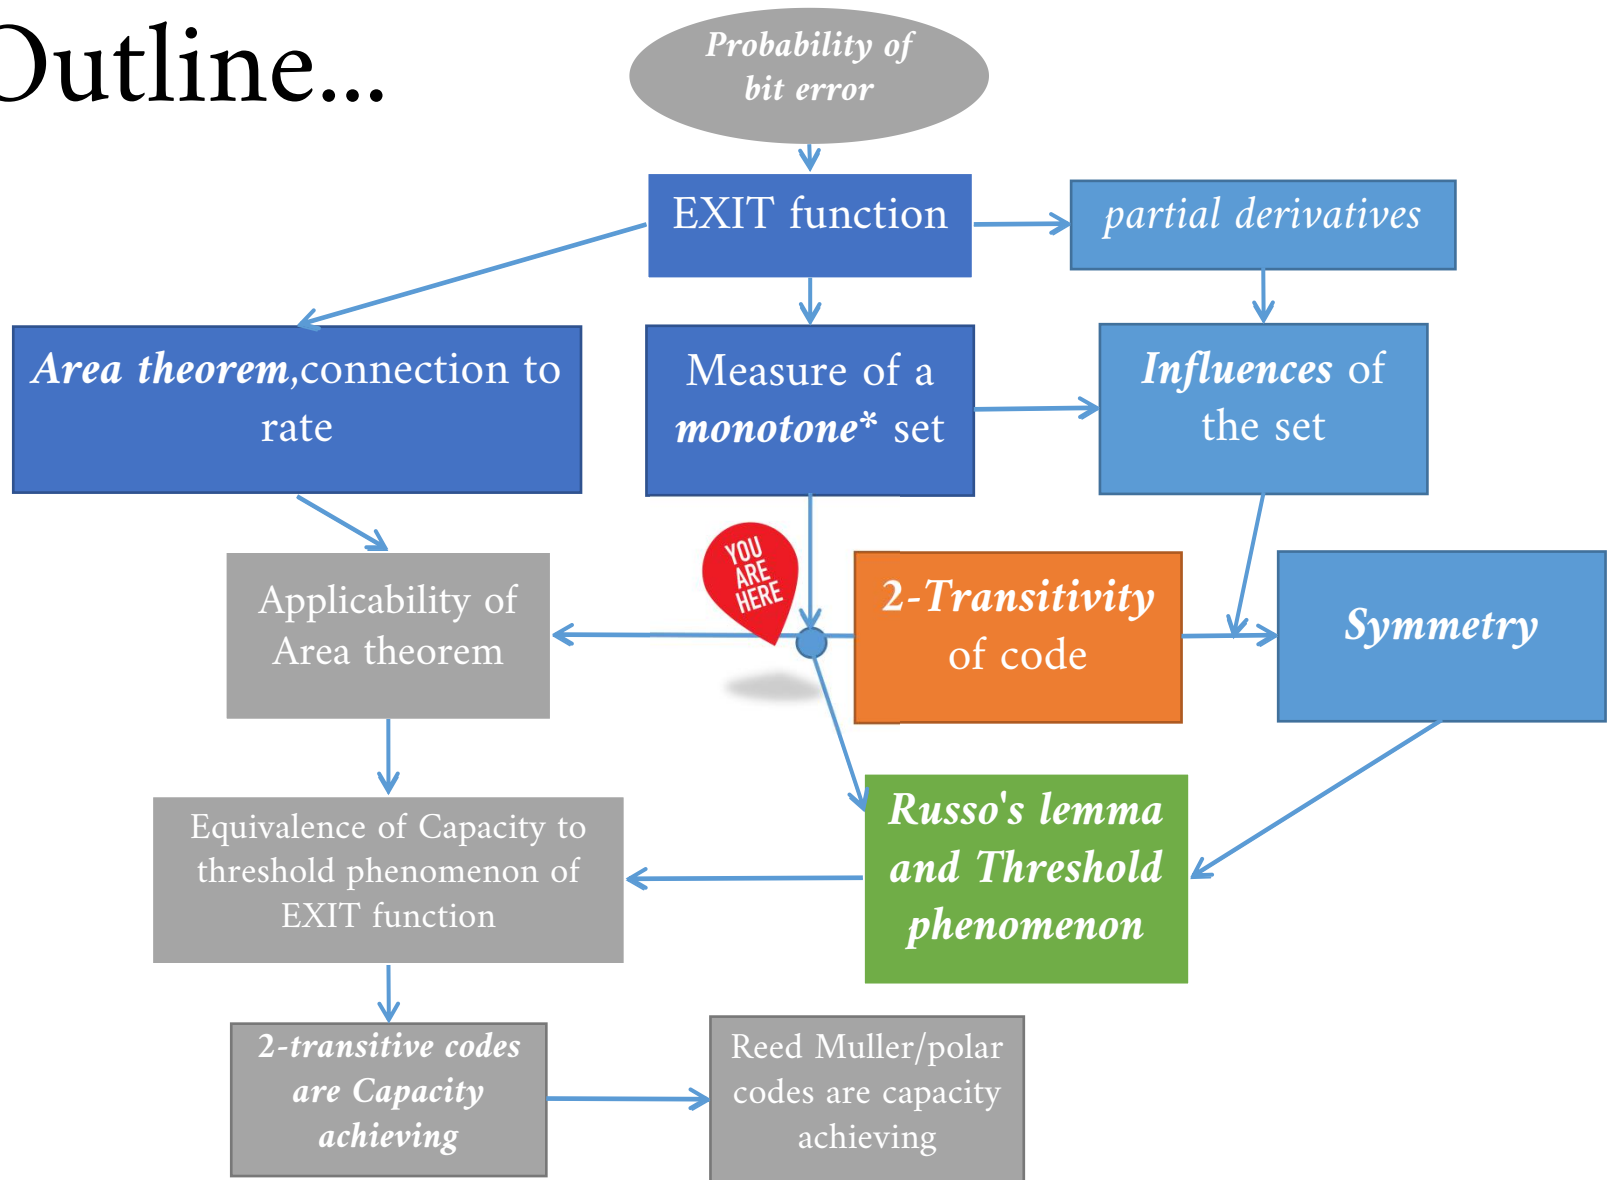 Outline...
Probability of
bit error
EXIT function
partial derivatives
Area theorem,connection to
rate
Measure of a
monotone* set
Influences of
the set
YOU
ARE
HERE
Applicability of
Area theorem
2-Transitivity
of code
Symmetry
Equivalence of Capacity to
threshold phenomenon of
EXIT function
Russo's lemma
and Threshold
phenomenon
2-transitive codes
are Capacity
achieving
Reed Muller/polar
codes are capacity
achieving